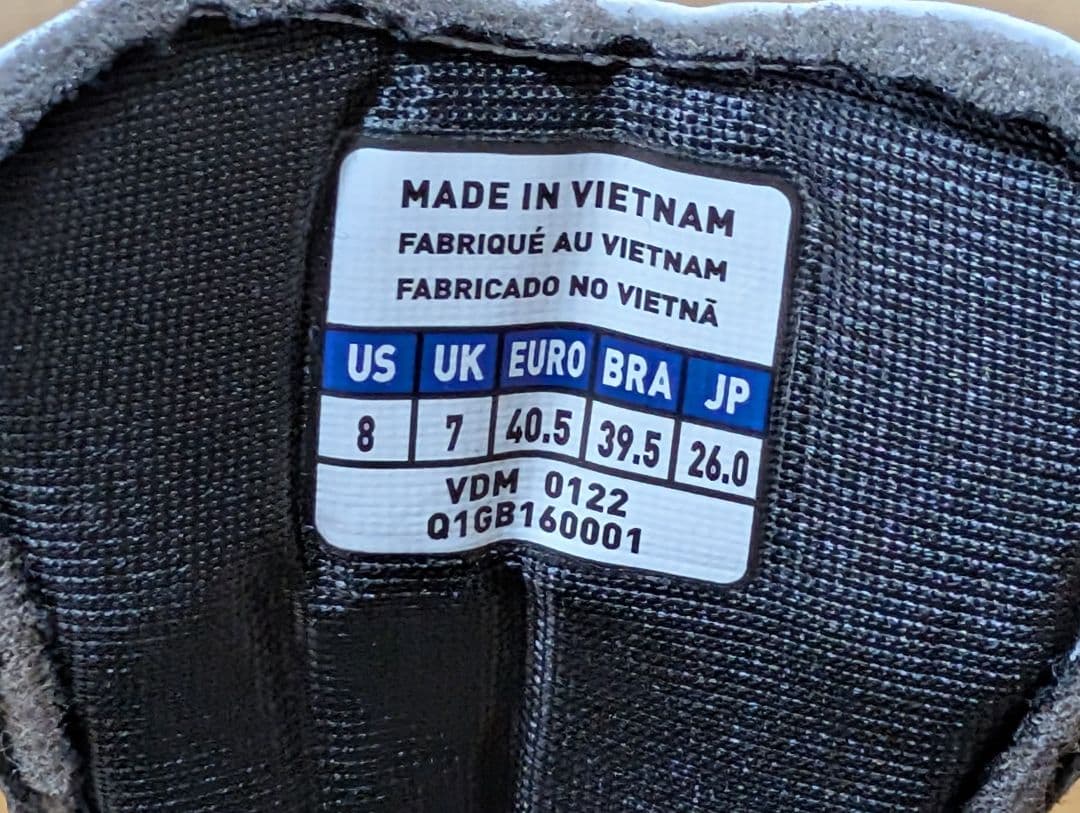 MADE IN VIETNAM
FABRIQUÉ AU VIETNAM
FABRICADO NO VIETNÃ
US UK EURO BRA JP
8 7 40.5 39.5 26.0
VDM 0122
Q1GB160001